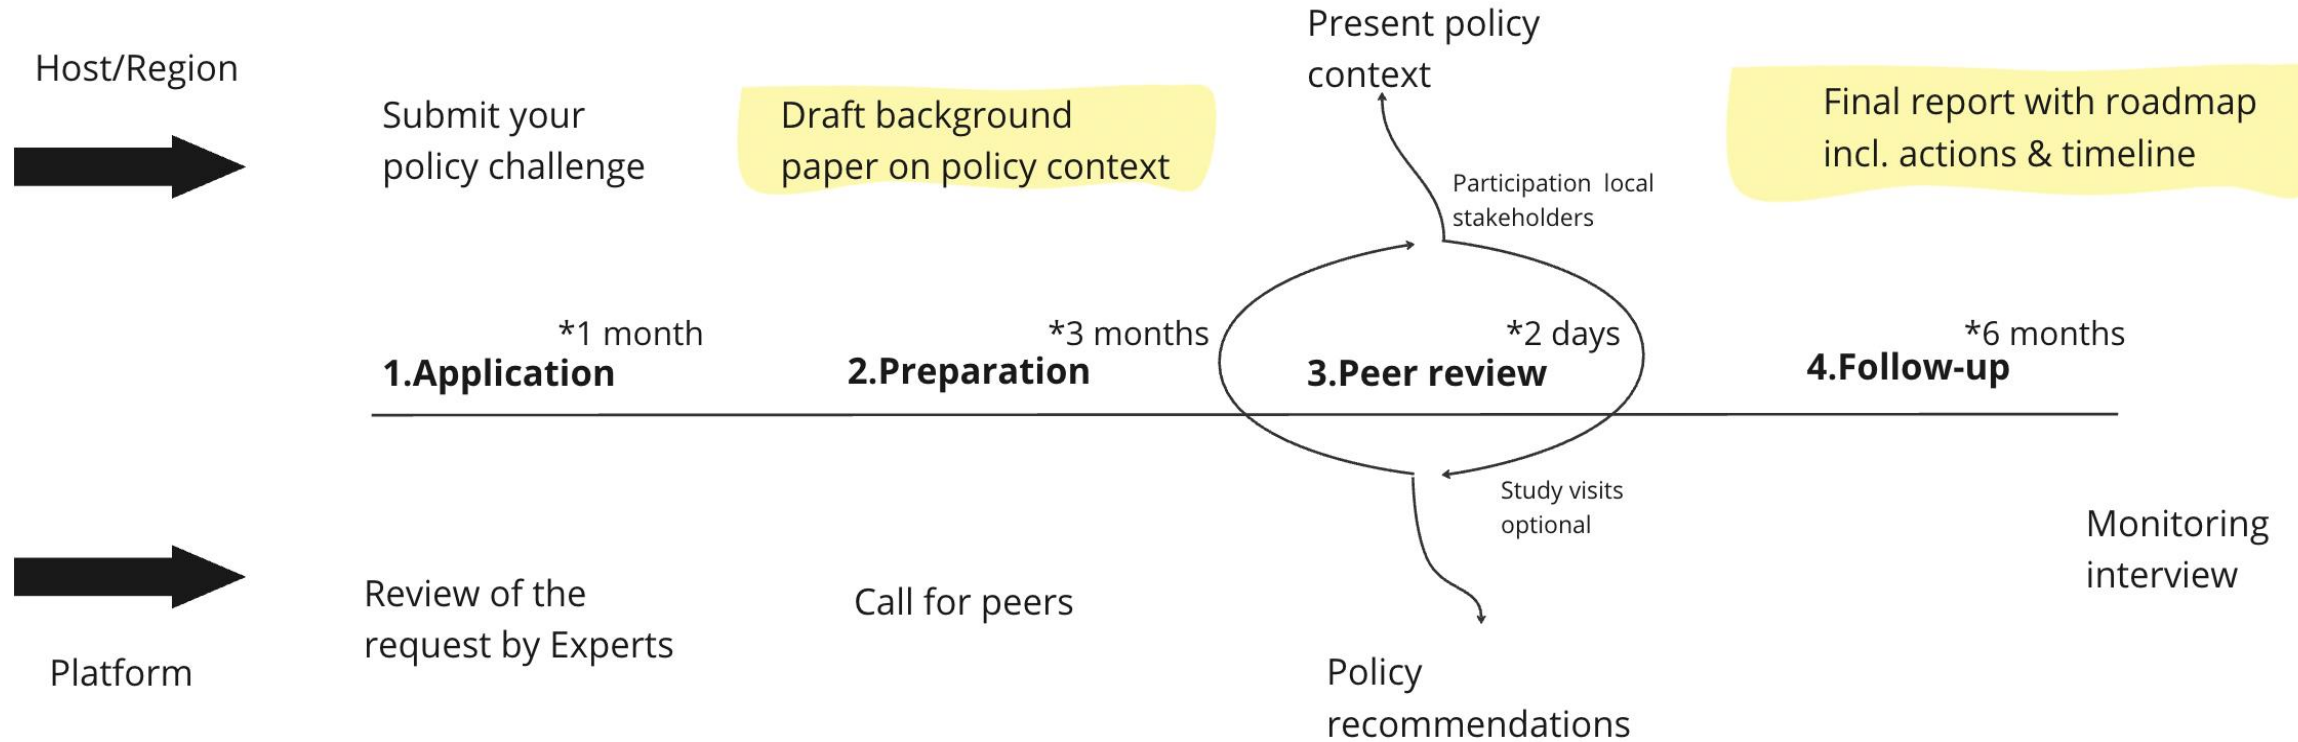 Host/Region
Submit your
policy challenge
Draft background
paper on policy context
Present policy
context
Final report with roadmap
incl. actions & timeline
Participation local
stakeholders
*1 month
1.Application
*3 months
2.Preparation
*2 days
3.Peer review
*6 months
4.Follow-up
Study visits
optional
Platform
Review of the
request by Experts
Call for peers
Policy
recommendations
Monitoring
interview